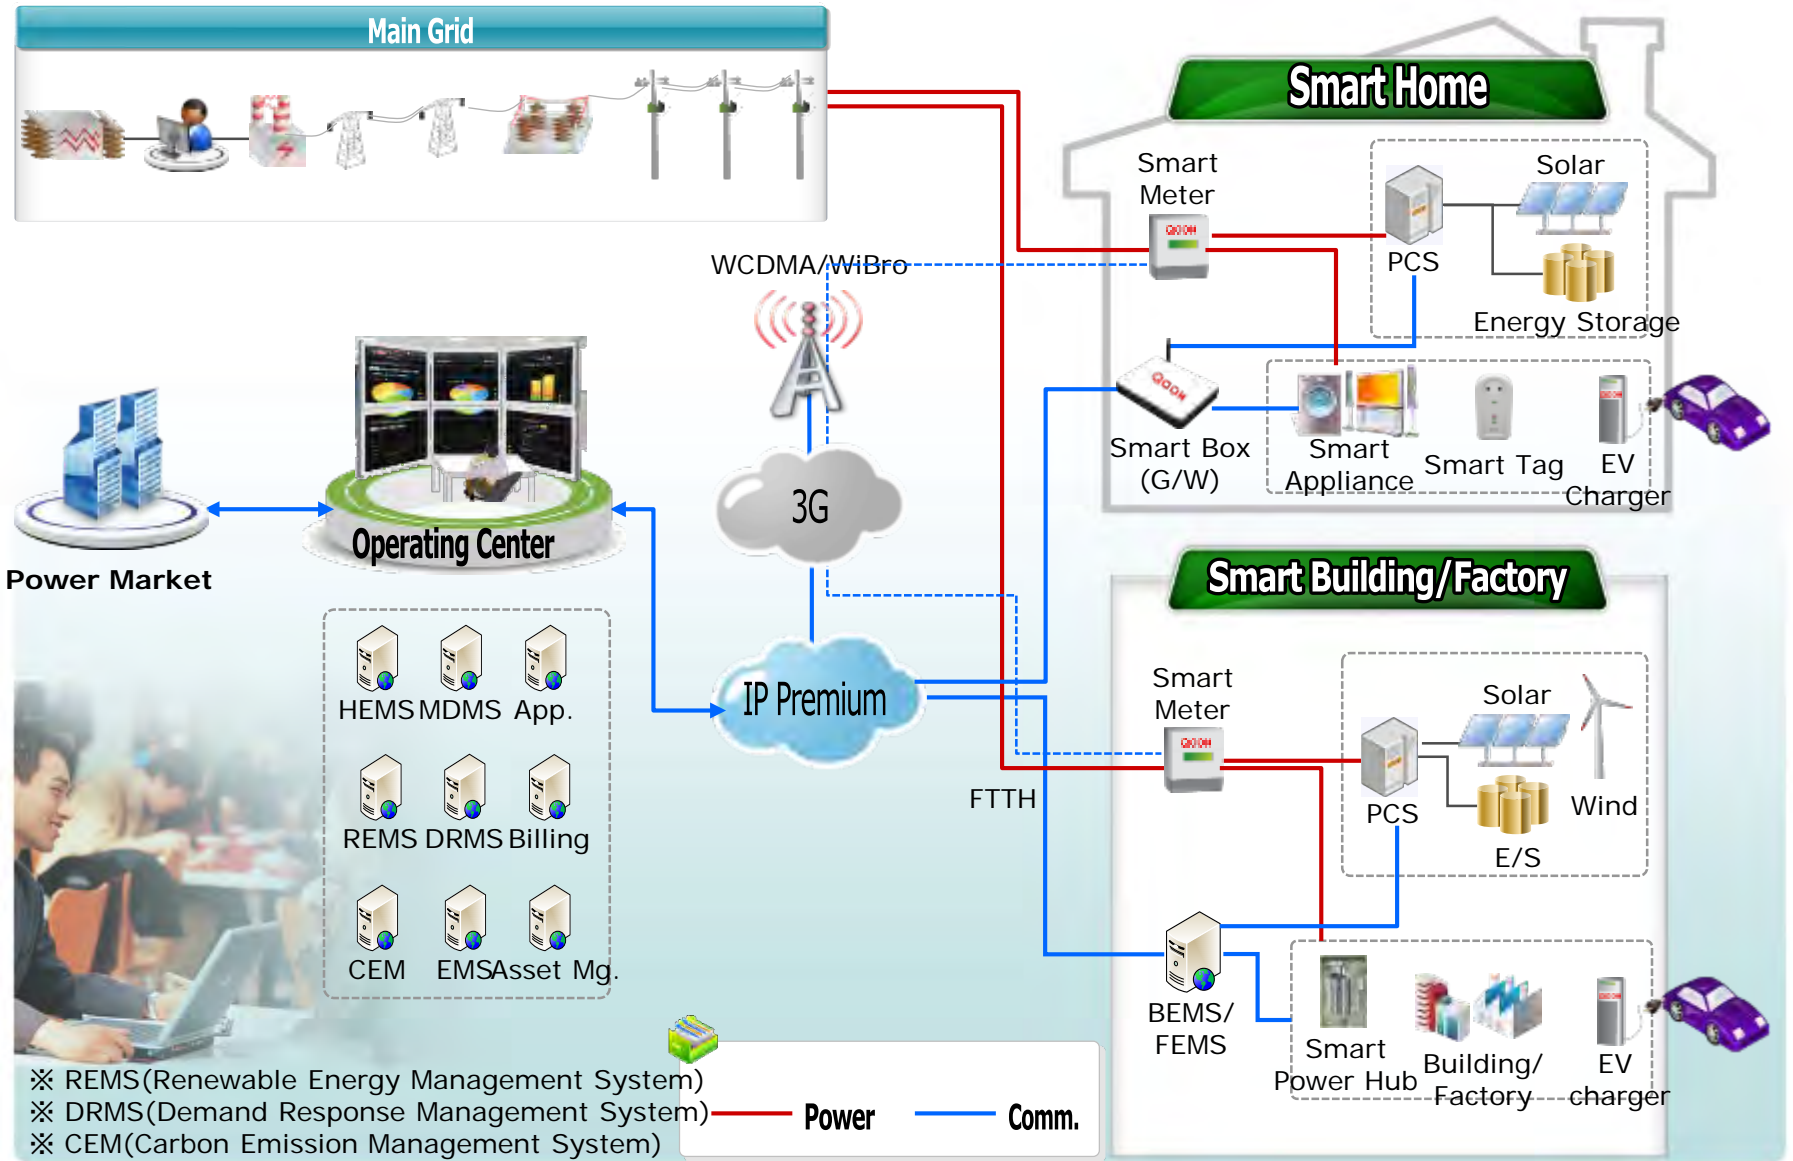 Main Grid
Smart Home
Smart
Meter
Solar
PCS
Energy Storage
WCDMA/WiBro
Smart Box
(G/W)
Smart
Appliance
Smart Tag
EV
Charger
3G
Operating Center
Power Market
Smart Building/Factory
HEMS
MDMS
App.
IP Premium
Smart
Meter
Solar
PCS
Wind
E/S
FTTH
REMS
DRMS
Billing
CEM
EMS
Asset Mg.
BEMS/
FEMS
Smart
Power Hub
Building/
Factory
EV
charger
※ REMS(Renewable Energy Management System)
※ DRMS(Demand Response Management System)
※ CEM(Carbon Emission Management System)
Power
Comm.